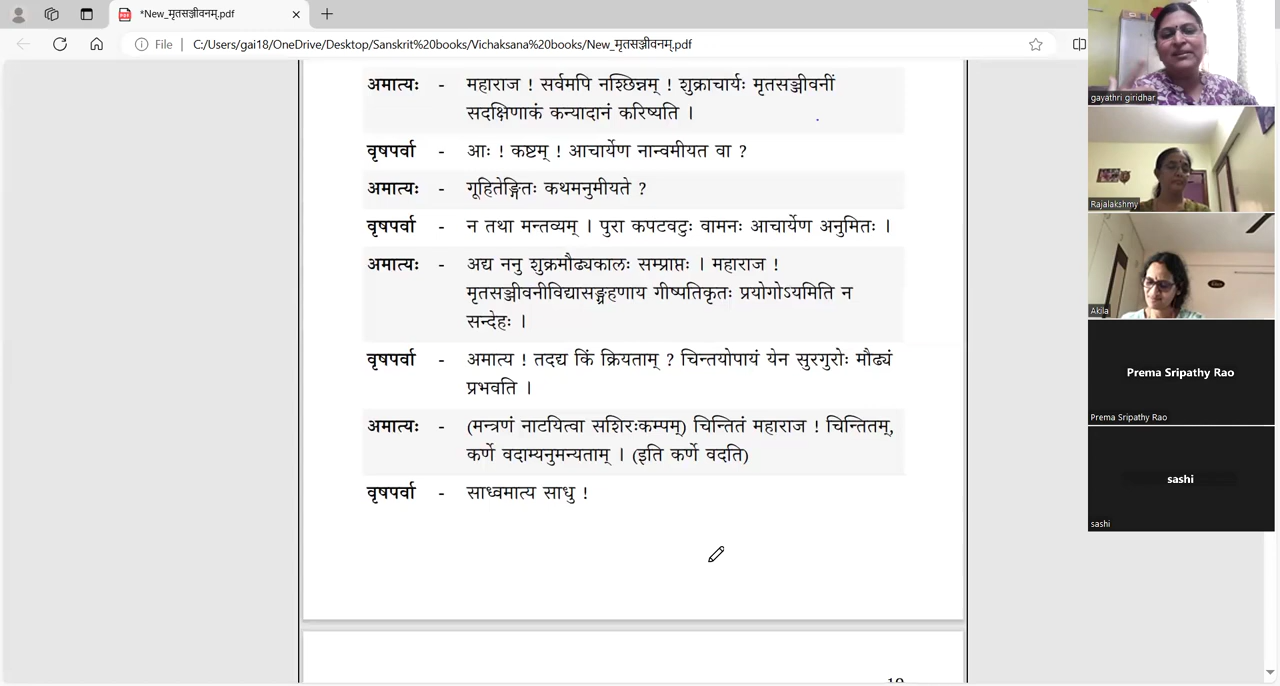 *New_मृतसञ्जीवनम्.pdf
File C:/Users/gai18/OneDrive/Desktop/Sanskrit%20books/Vichaksana%20books/New_मृतसञ्जीवनम्.pdf
अमात्यः - महाराज ! सर्वमपि नश्छिन्नम् ! शुक्राचार्यः मृतसञ्जीवनीं
सदक्षिणाकं कन्यादानं करिष्यति ।
वृषपर्वा - आः ! कष्टम् ! आचार्येण नान्वमीयत वा ?
अमात्यः - गूहितेङ्गितः कथमनुमीयते ?
वृषपर्वा - न तथा मन्तव्यम् । पुरा कपटवटुः वामनः आचार्येण अनुमितः ।
अमात्यः - अद्य ननु शुक्रमौढ्यकालः सम्प्राप्तः । महाराज !
मृतसञ्जीवनीविद्यासङ्ग्रहणाय गीष्पतिकृतः प्रयोगोऽयमिति न
सन्देहः ।
वृषपर्वा - अमात्य ! तदद्य किं क्रियताम् ? चिन्तयोपायं येन सुरगुरोः मौढ्यं
प्रभवति ।
अमात्यः - (मन्त्रणं नाटयित्वा सशिरःकम्पम्) चिन्तितं महाराज ! चिन्तितम्,
कर्णे वदाम्यनुमन्यताम् । (इति कर्णे वदति)
वृषपर्वा - साध्वमात्य साधु !
gayathri giridhar
Rajalakshmy
Akila
Prema Sripathy Rao
Prema Sripathy Rao
sashi
sashi